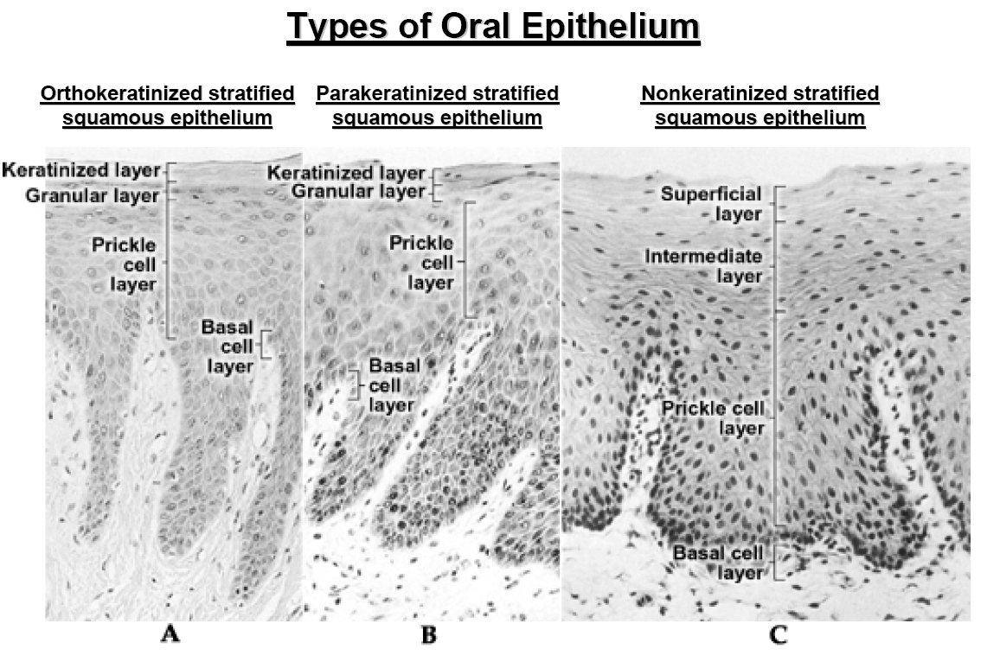 Types of Oral Epithelium
Orthokeratinized stratified
squamous epithelium
Parakeratinized stratified
squamous epithelium
Nonkeratinized stratified
squamous epithelium
Keratinized layer
Granular layer
Prickle
cell
layer
Basal
cell
layer
Keratinized layer
Granular layer
Prickle
cell
layer
Basal
cell
layer
Superficial
layer
Intermediate
layer
Prickle cell
layer
Basal cell
layer
A
B
C